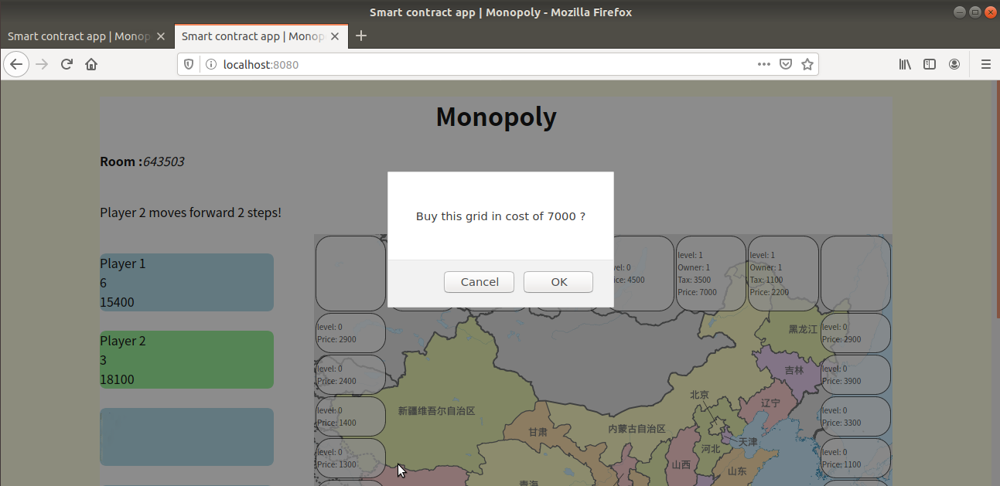 Smart contract app | Monopoly - Mozilla Firefox
Smart contract app | Monop
Smart contract app | Monop
localhost:8080
Monopoly
Room :643503
Player 2 moves forward 2 steps!
Buy this grid in cost of 7000 ?
Cancel
OK
Player 1
6
15400
Player 2
3
18100
vel: 0
ice: 4500
level: 1
Owner: 1
Tax: 3500
Price: 7000
level: 1
Owner: 1
Tax: 1100
Price: 2200
level: 0
Price: 2900
level: 0
Price: 2400
level: 0
Price: 1400
level: 0
Price: 1300
level: 0
Price: 2900
level: 0
Price: 3900
level: 0
Price: 3300
level: 0
Price: 1100
黑龙江
吉林
辽宁
北京
新疆维吾尔自治区
甘肃
内蒙古自治区
天津
河北
山西
山东
青海